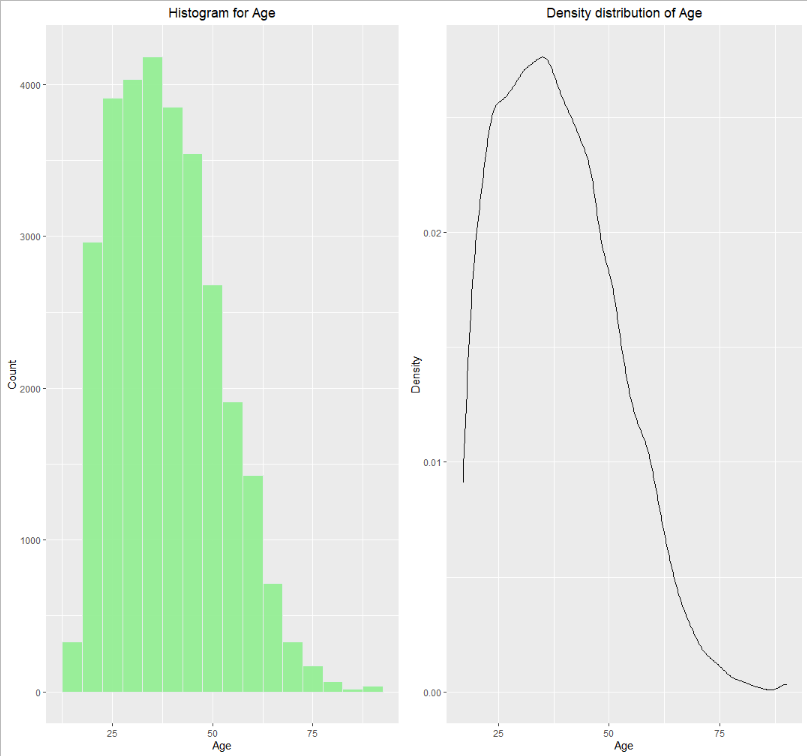 Histogram for Age
Count
4000
3000
2000
1000
0
25
50
75
Age
Density distribution of Age
Density
0.02
0.01
0.00
25
50
75
Age